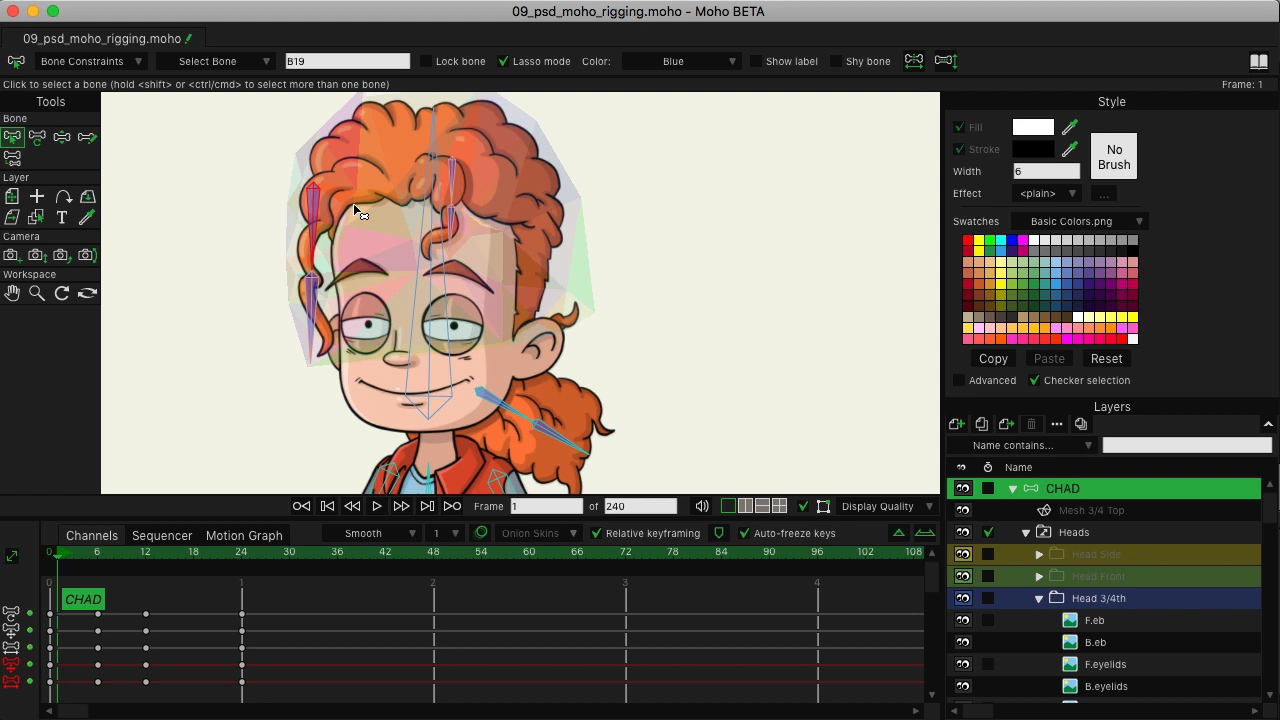 09_psd_moho_rigging.moho - Moho BETA
09_psd_moho_rigging.moho
Bone Constraints Select Bone B19 Lock bone Lasso mode Color: Blue Show label Shy bone
Click to select a bone (hold <shift> or <ctrl/cmd> to select more than one bone) Frame: 1
Tools
Bone
Layer
Camera
Workspace
Style
Fill
Stroke
No Brush
Width 6
Effect <plain> ...
Swatches Basic Colors.png
Copy Paste Reset
Advanced Checker selection
Layers
Name contains...
Name
CHAD
Mesh 3/4 Top
Heads
Head Side
Head Front
Head 3/4th
F.eb
B.eb
F.eyelids
B.eyelids
Frame 1 of 240 Display Quality
Channels Sequencer Motion Graph Smooth 1 Onion Skins Relative keyframing Auto-freeze keys
0 6 12 18 24 30 36 42 48 54 60 66 72 78 84 90 96 102 108
0 1 2 3 4
CHAD